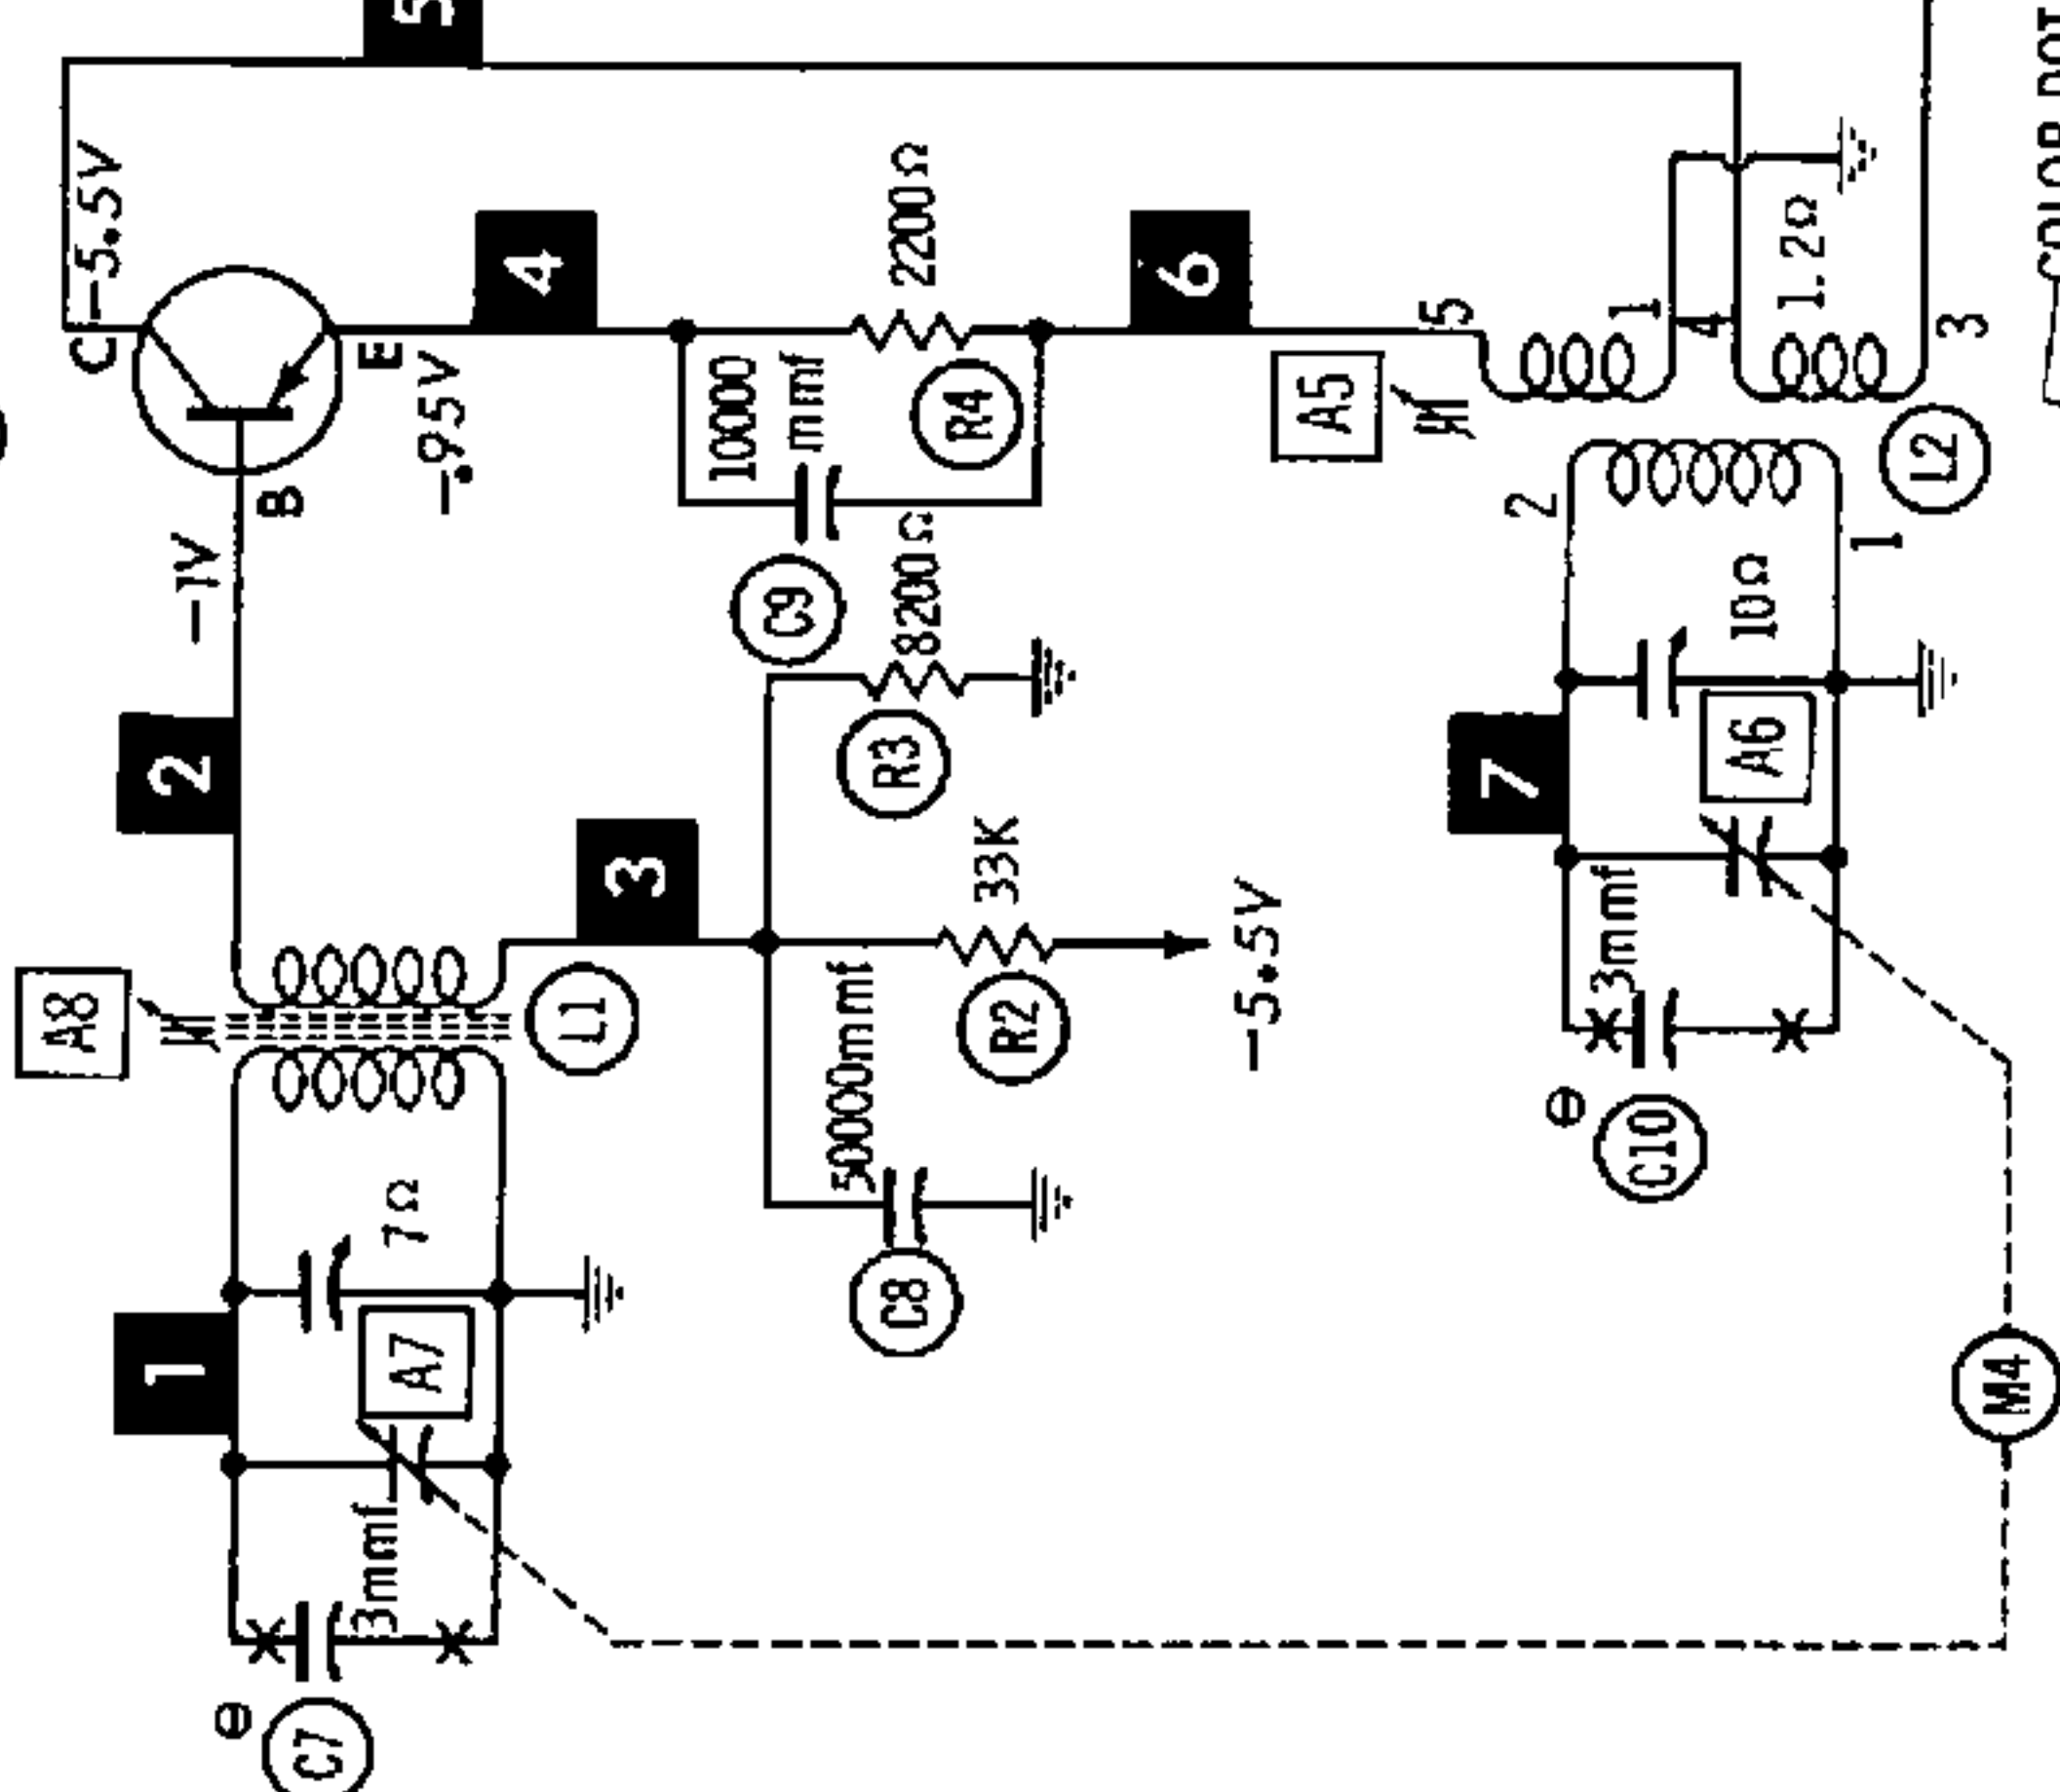 5
C
-5.5V
4
2200Ω
6
E
-.95V
10000
mmf
R4
A5
5
1
4
1.2Ω
3
COLOR DOT
B
-1V
C9
8200Ω
2
L2
1
10Ω
2
R3
7
A6
3
33K
3mmf
A8
L1
50000mmf
R2
-5.5V
C10
7Ω
C8
1
A7
M4
3mmf
C7